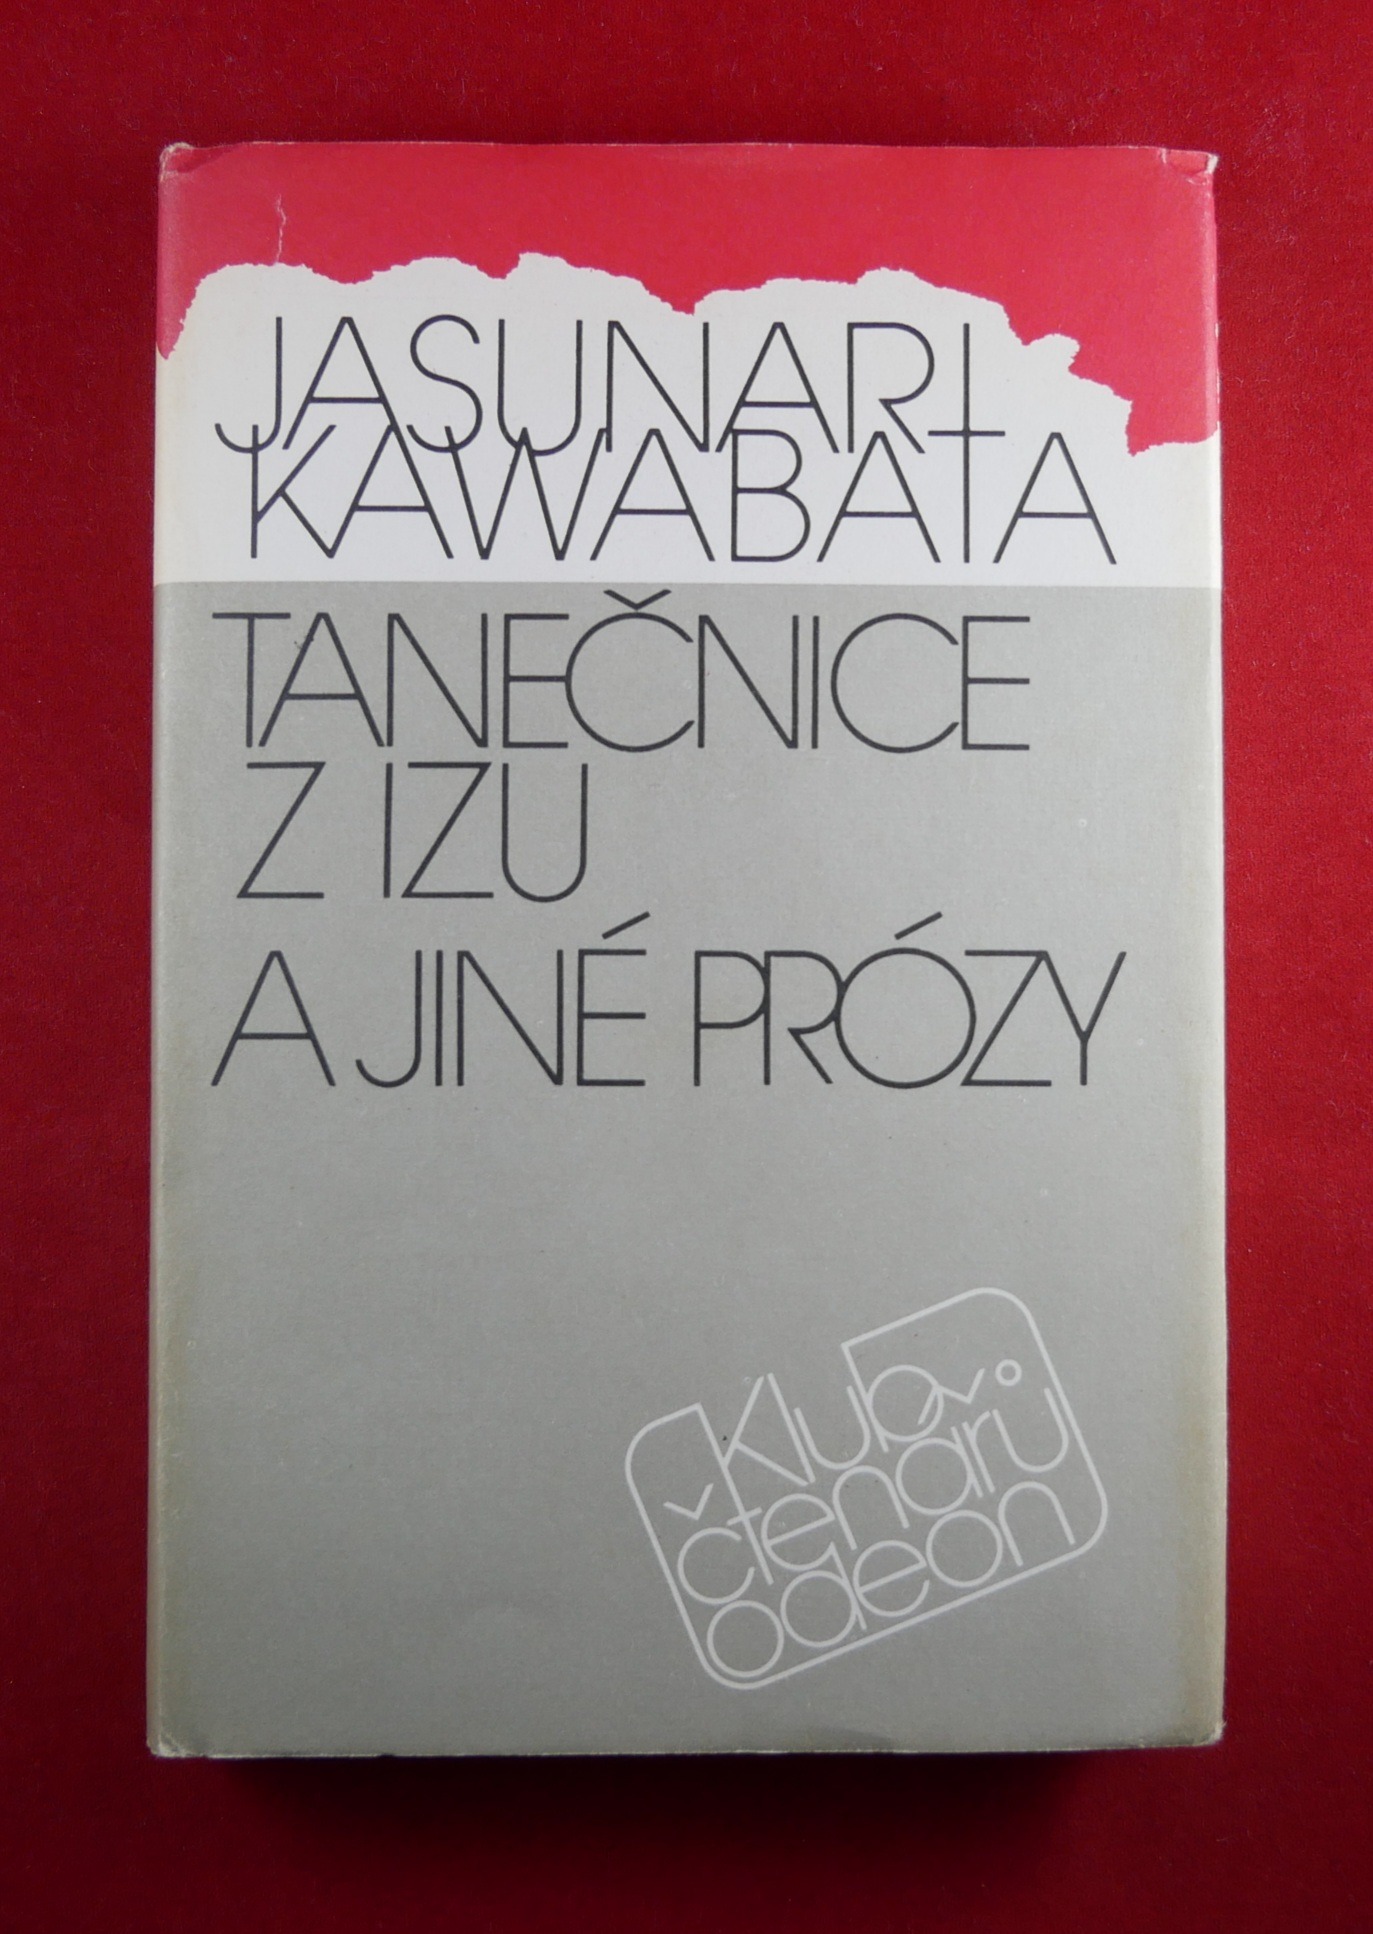 JASUNARI
KAWABATA
TANEČNICE
Z IZU
A JINÉ PRÓZY
klub
čtenářů
odeon